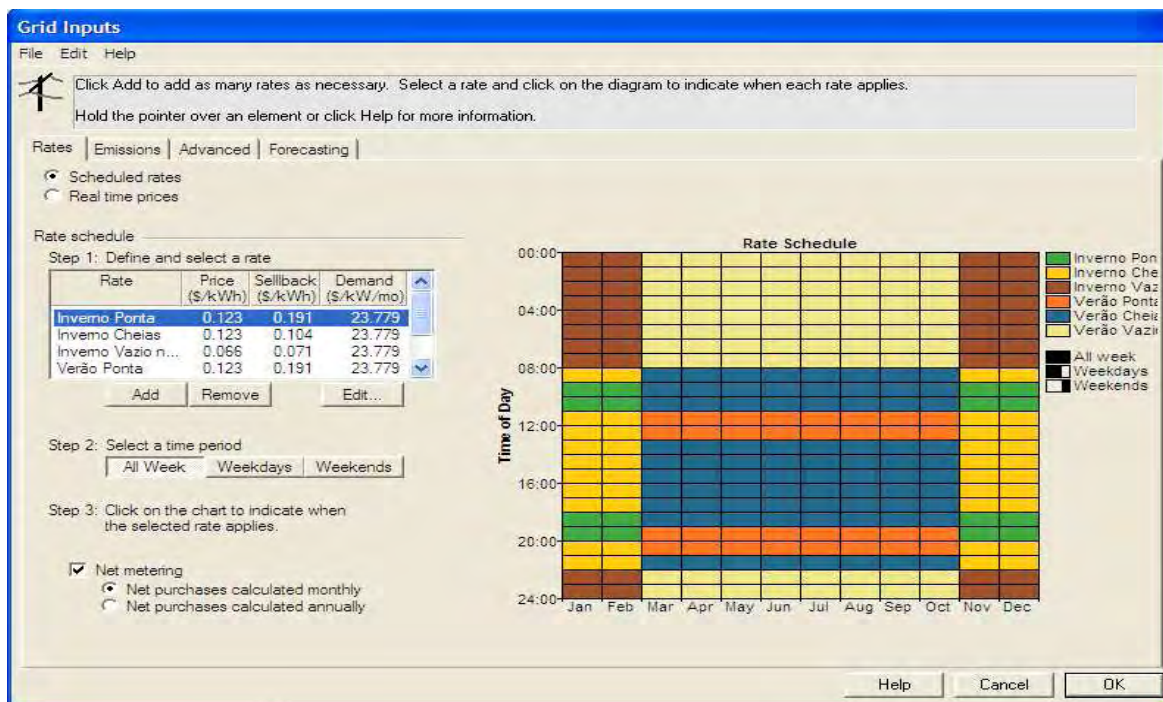 Grid Inputs
File Edit Help
Click Add to add as many rates as necessary. Select a rate and click on the diagram to indicate when each rate applies.
Hold the pointer over an element or click Help for more information.
Rates Emissions Advanced Forecasting
Scheduled rates
Real time prices
Rate schedule
Step 1: Define and select a rate
Rate Price Sellback Demand
($/kWh) ($/kWh) ($/kW/mo)
Inverno Ponta 0.123 0.191 23.779
Inverno Cheias 0.123 0.104 23.779
Inverno Vazio n... 0.066 0.071 23.779
Verão Ponta 0.123 0.191 23.779
Add Remove Edit...
Step 2: Select a time period
All Week Weekdays Weekends
Step 3: Click on the chart to indicate when
the selected rate applies.
Net metering
Net purchases calculated monthly
Net purchases calculated annually
Rate Schedule
Time of Day
00:00
04:00
08:00
12:00
16:00
20:00
24:00
Jan Feb Mar Apr May Jun Jul Aug Sep Oct Nov Dec
Inverno Pon
Inverno Che
Inverno Vaz
Verão Ponta
Verão Cheia
Verão Vazi
All week
Weekdays
Weekends
Help Cancel OK